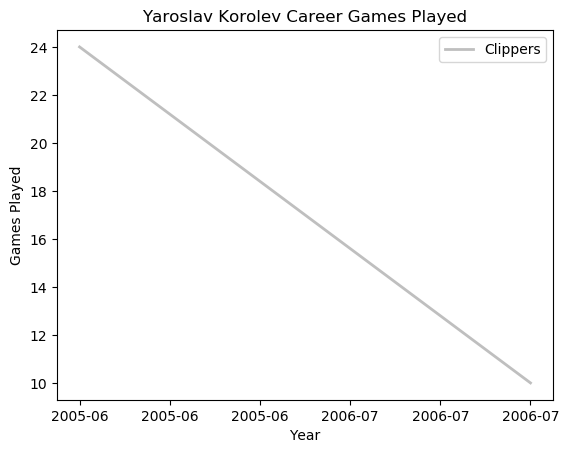 Yaroslav Korolev Career Games Played
Clippers
Games Played
24
22
20
18
16
14
12
10
2005-06 2005-06 2005-06 2006-07 2006-07 2006-07
Year